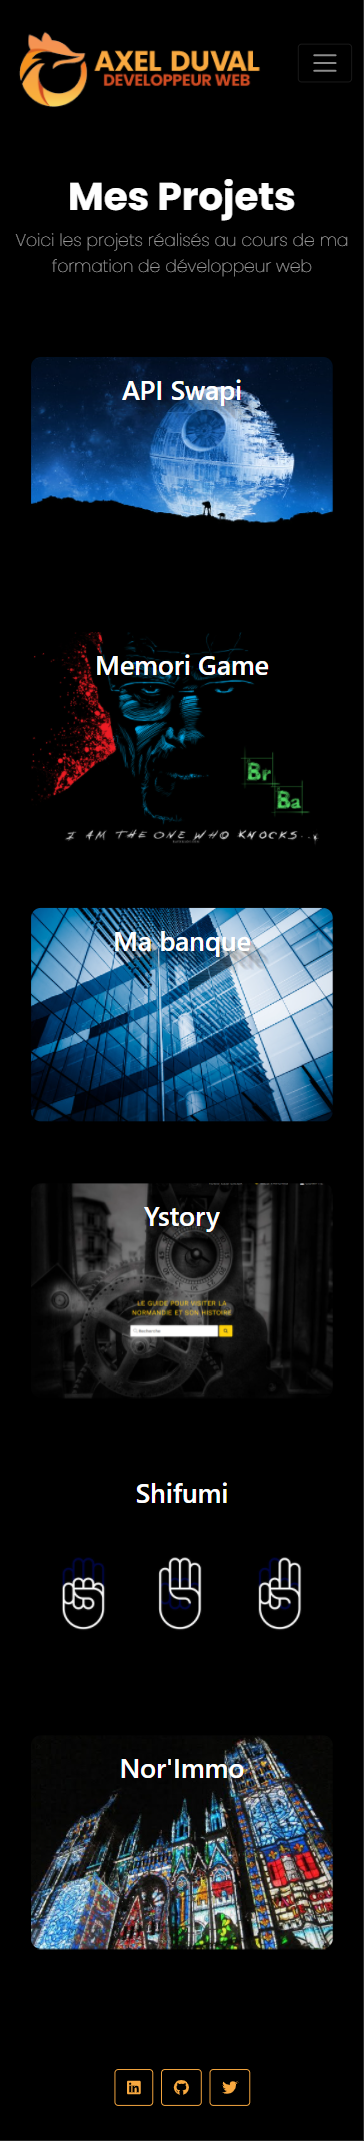 AXEL DUVAL
DEVELOPPEUR WEB
Mes Projets
Voici les projets réalisés au cours de ma
formation de développeur web
API Swapi
Memori Game
Br
Ba
I AM THE ONE WHO KNOCKS...
Ma banque
Ystory
LE GUIDE POUR VISITER LA
NORMANDIE ET SON HISTOIRE
Recherche
Shifumi
Nor'Immo